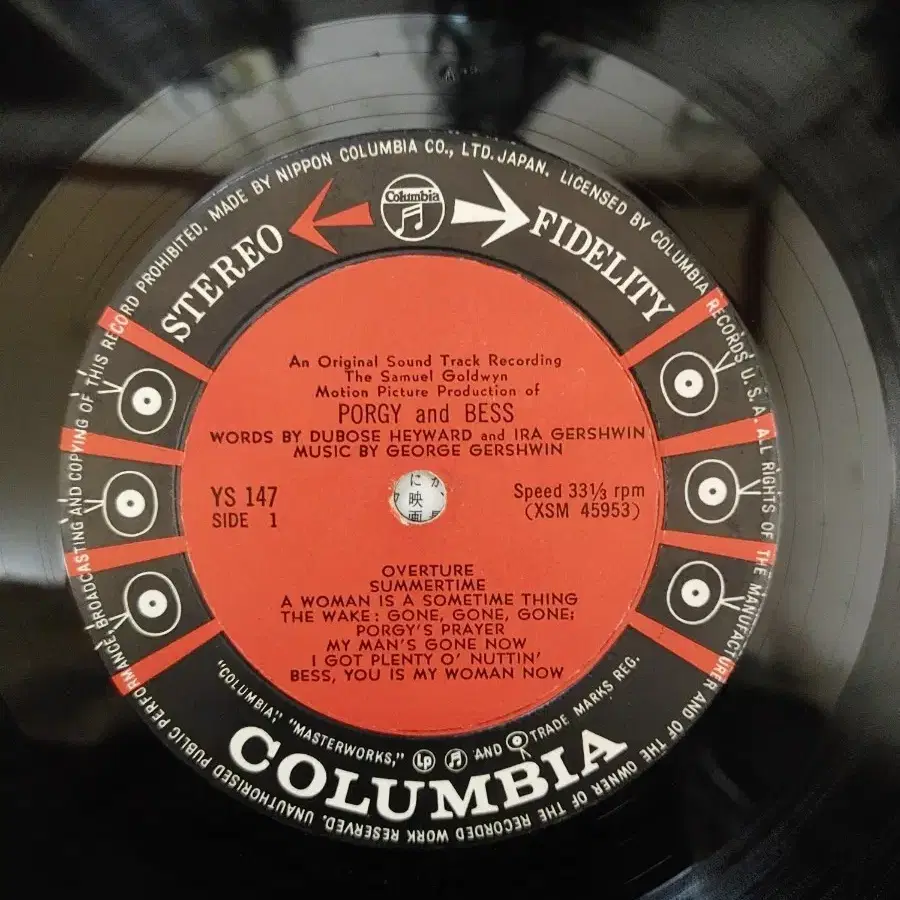 UNAUTHORISED PUBLIC PERFORMANCE, BROADCASTING AND COPYING OF THIS RECORD PROHIBITED. MADE BY NIPPON COLUMBIA CO., LTD. JAPAN. LICENSED BY COLUMBIA RECORDS U.S.A. ALL RIGHTS OF THE MANUFACTURER AND OF THE OWNER OF THE RECORDED WORK RESERVED.
STEREO
Columbia
FIDELITY
An Original Sound Track Recording
The Samuel Goldwyn
Motion Picture Production of
PORGY and BESS
WORDS BY DUBOSE HEYWARD and IRA GERSHWIN
MUSIC BY GEORGE GERSHWIN
YS 147
SIDE 1
Speed 33⅓ rpm
(XSM 45953)
に か、
映
画
OVERTURE
SUMMERTIME
A WOMAN IS A SOMETIME THING
THE WAKE: GONE, GONE, GONE;
PORGY'S PRAYER
MY MAN'S GONE NOW
I GOT PLENTY O' NUTTIN'
BESS, YOU IS MY WOMAN NOW
"COLUMBIA," "MASTERWORKS," Lp AND TRADE MARKS REG.
COLUMBIA